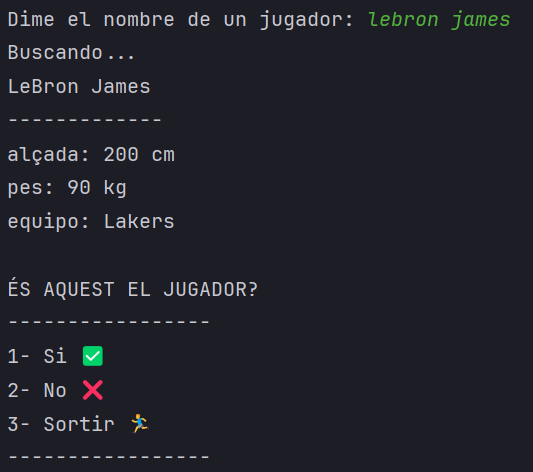 Dime el nombre de un jugador: lebron james
Buscando...
LeBron James
-------------
alçada: 200 cm
pes: 90 kg
equipo: Lakers

ÉS AQUEST EL JUGADOR?
-----------------
1- Si ✅
2- No ❌
3- Sortir 🏃
-----------------